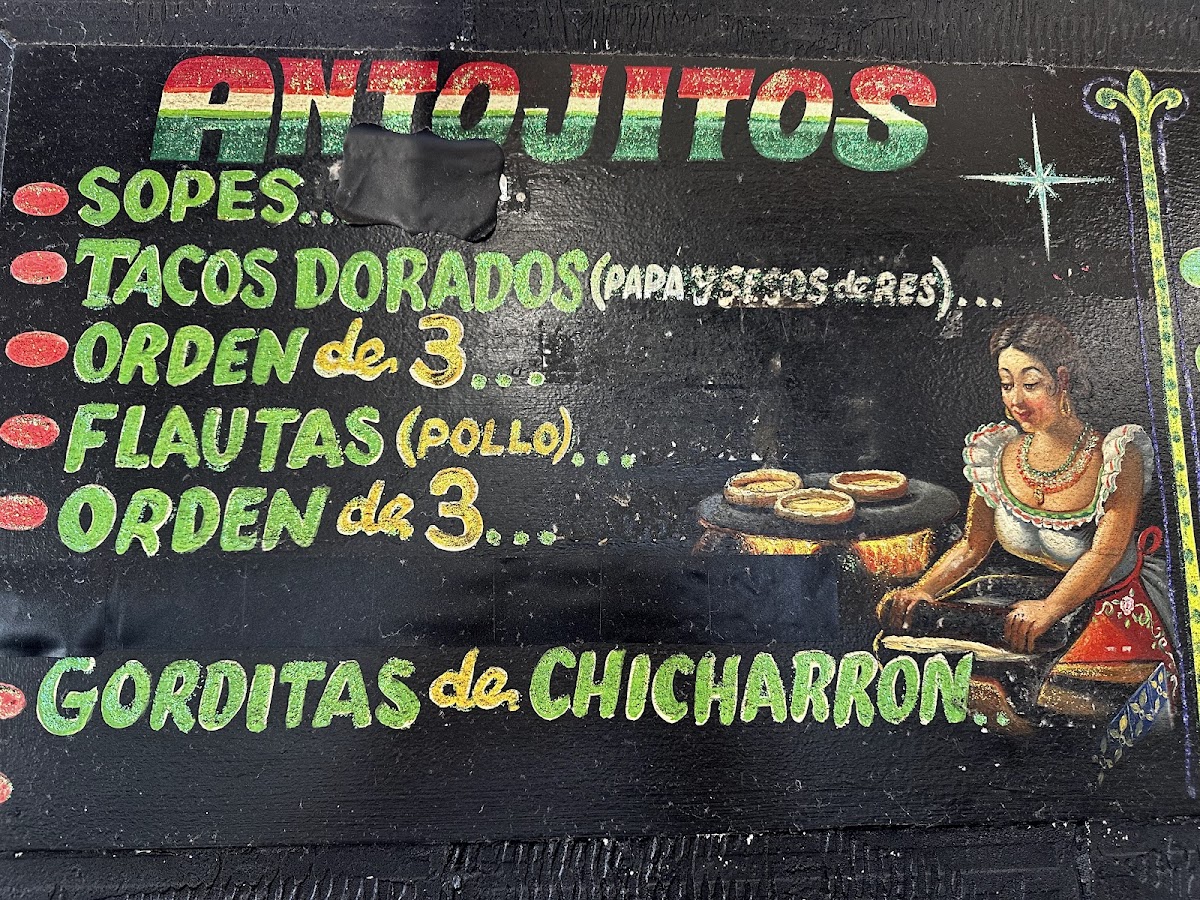 ANTOJITOS
SOPES..
TACOS DORADOS (PAPA Y SESOS de RES)...
ORDEN de 3...
FLAUTAS (POLLO)...
ORDEN de 3...
GORDITAS de CHICHARRON..